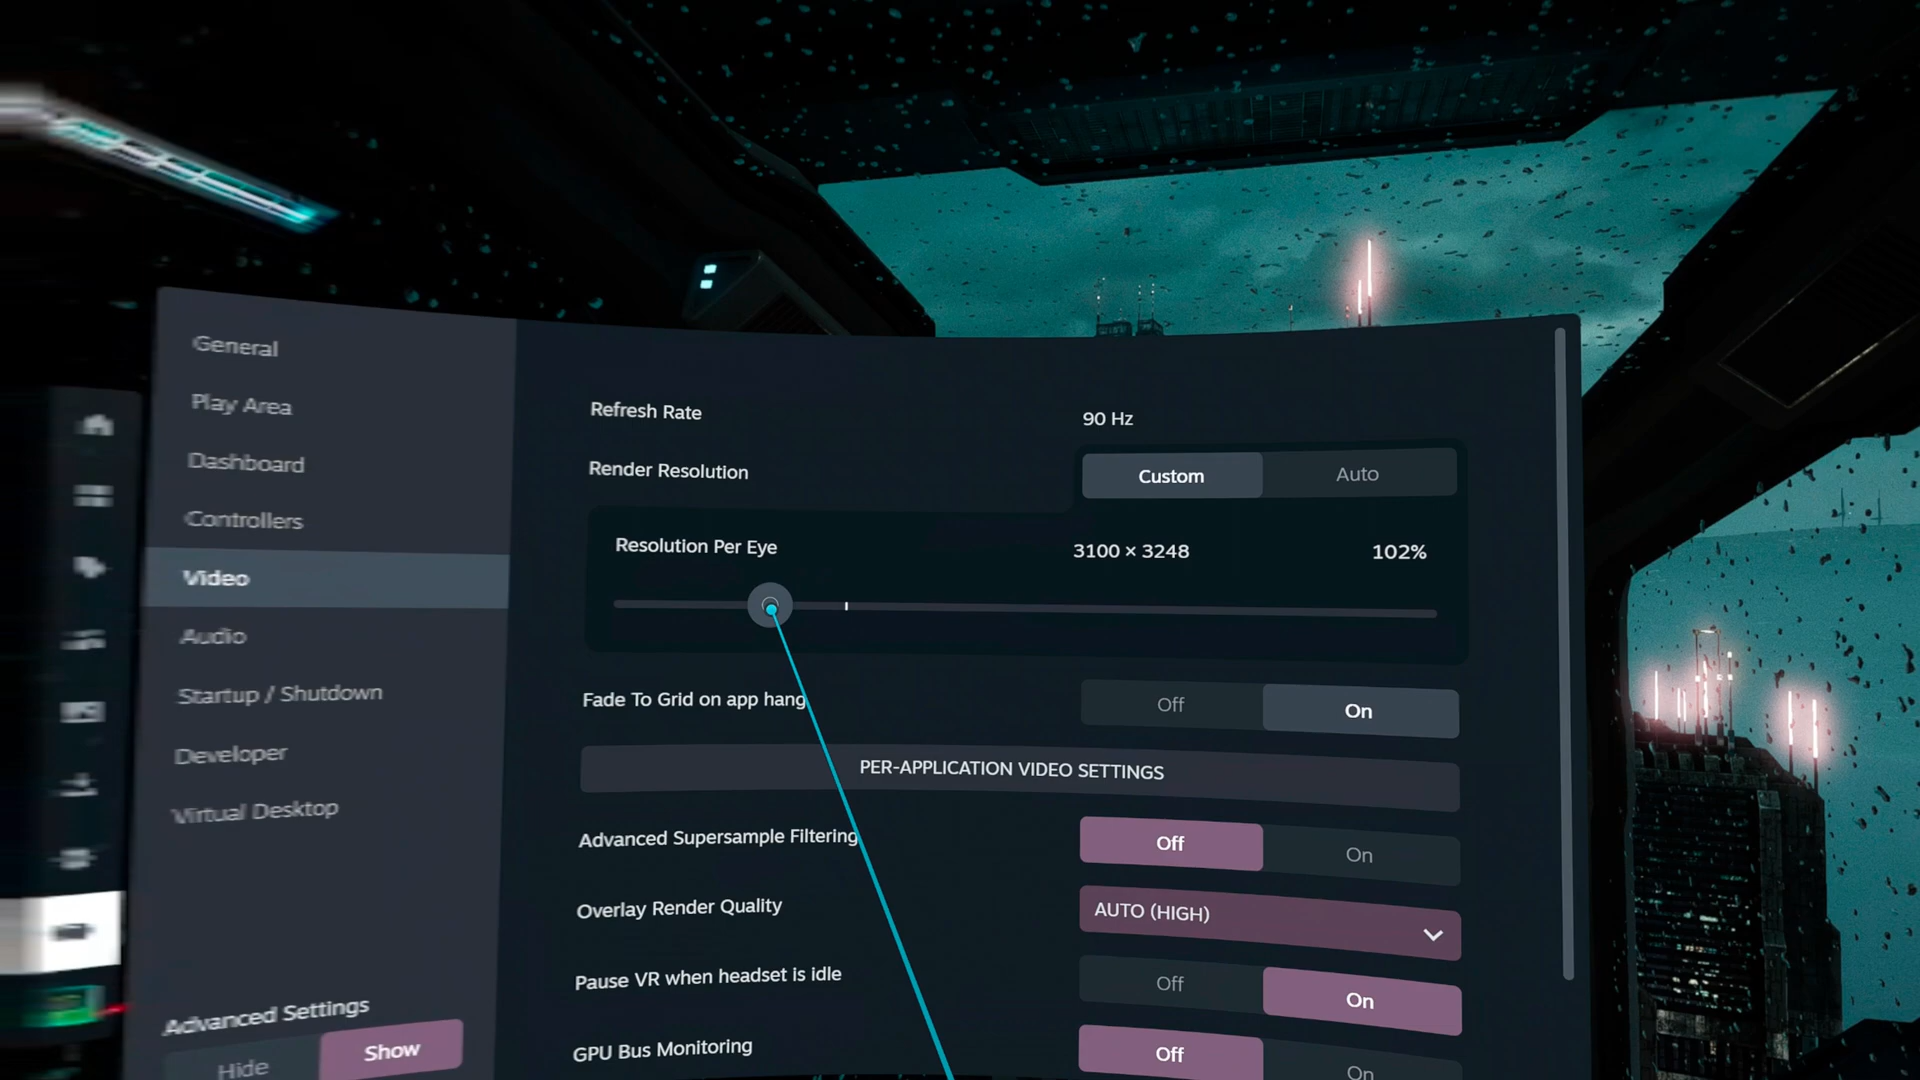 General
Play Area
Dashboard
Controllers
Video
Audio
Startup / Shutdown
Developer
Virtual Desktop
Advanced Settings
Hide
Show
Refresh Rate
90 Hz
Render Resolution
Custom
Auto
Resolution Per Eye
3100 × 3248
102%
Fade To Grid on app hang
Off
On
PER-APPLICATION VIDEO SETTINGS
Advanced Supersample Filtering
Off
On
Overlay Render Quality
AUTO (HIGH)
Pause VR when headset is idle
Off
On
GPU Bus Monitoring
Off
On